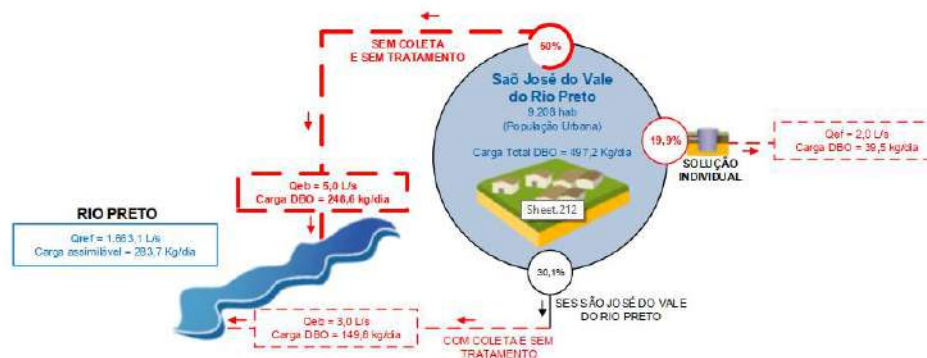 SEM COLETA
E SEM TRATAMENTO
50%
Saõ José do Vale
do Rio Preto
9.208 hab
(População Urbana)
Carga Total DBO = 497,2 Kg/dia
19,9%
SOLUÇÃO
INDIVIDUAL
Qef = 2,0 L/s
Carga DBO = 39,5 kg/dia
Qeb = 5,0 L/s
Carga DBO = 248,6 kg/dia
Sheet.212
RIO PRETO
Qref = 1.663,1 L/s
Carga assimilável = 283,7 Kg/dia
30,1%
SES SÃO JOSÉ DO VALE
DO RIO PRETO
Qeb = 3,0 L/s
Carga DBO = 149,6 kg/dia
COM COLETA E SEM
TRATAMENTO